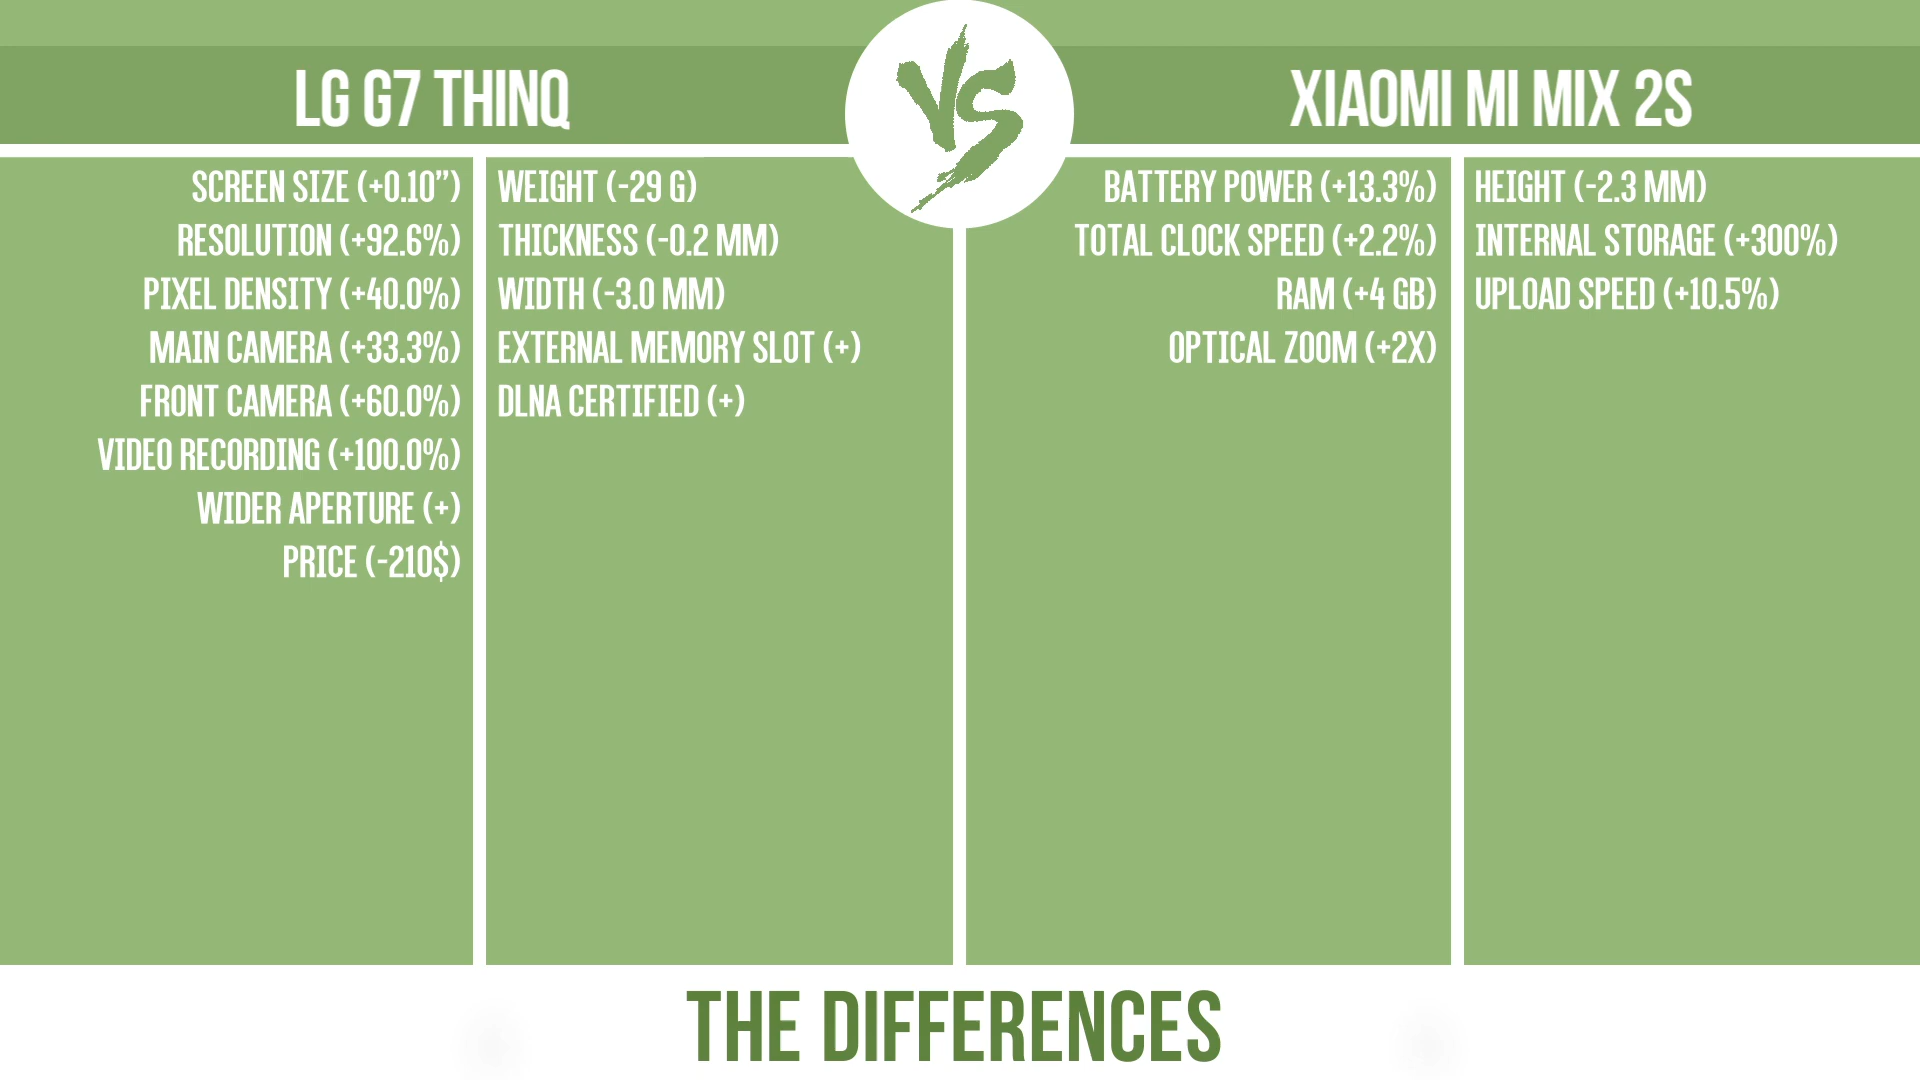 LG G7 THINQ
VS
XIAOMI MI MIX 2S
SCREEN SIZE (+0.10”)
RESOLUTION (+92.6%)
PIXEL DENSITY (+40.0%)
MAIN CAMERA (+33.3%)
FRONT CAMERA (+60.0%)
VIDEO RECORDING (+100.0%)
WIDER APERTURE (+)
PRICE (-210$)
WEIGHT (-29 G)
THICKNESS (-0.2 MM)
WIDTH (-3.0 MM)
EXTERNAL MEMORY SLOT (+)
DLNA CERTIFIED (+)
BATTERY POWER (+13.3%)
TOTAL CLOCK SPEED (+2.2%)
RAM (+4 GB)
OPTICAL ZOOM (+2X)
HEIGHT (-2.3 MM)
INTERNAL STORAGE (+300%)
UPLOAD SPEED (+10.5%)
THE DIFFERENCES